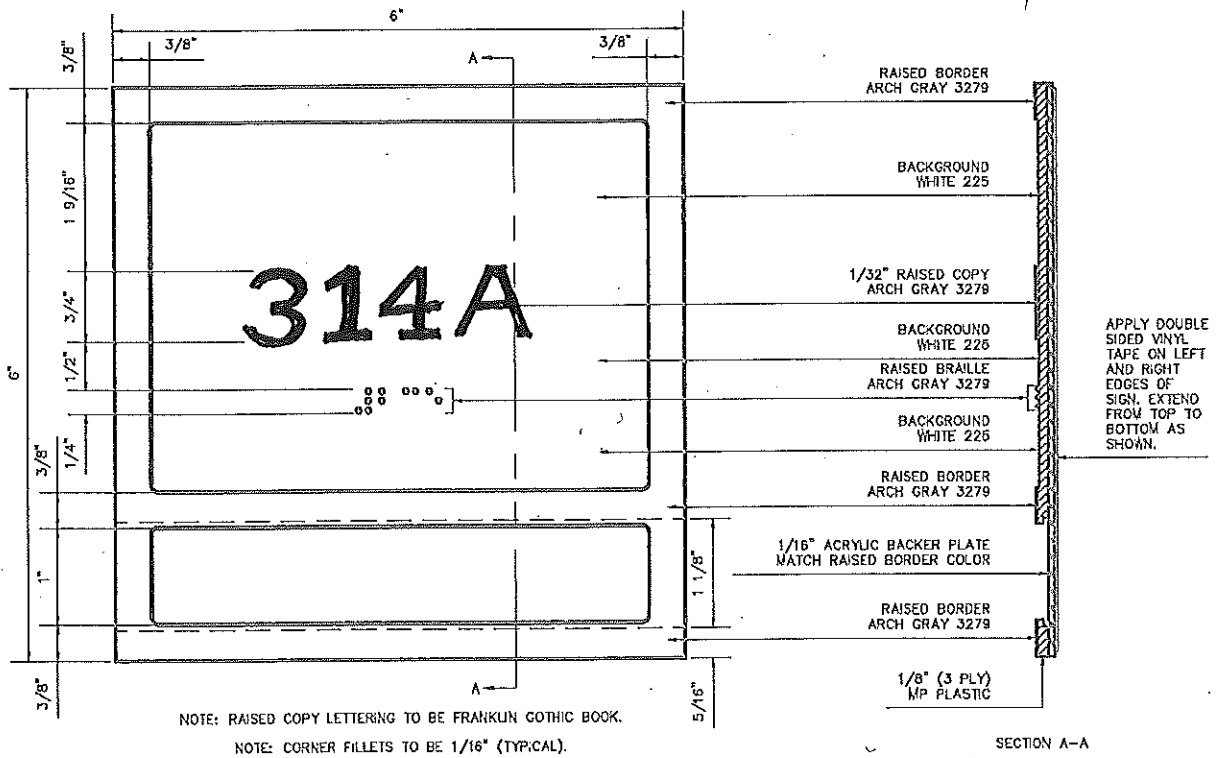 6"
3/8"
3/8"
3/8"
A
A
1 9/16"
3/4"
1/2"
1/4"
3/8"
1"
3/8"
6"
314A
1 1/8"
5/16"
RAISED BORDER
ARCH GRAY 3279
BACKGROUND
WHITE 225
1/32" RAISED COPY
ARCH GRAY 3279
BACKGROUND
WHITE 225
RAISED BRAILLE
ARCH GRAY 3279
BACKGROUND
WHITE 225
RAISED BORDER
ARCH GRAY 3279
1/16" ACRYLIC BACKER PLATE
MATCH RAISED BORDER COLOR
RAISED BORDER
ARCH GRAY 3279
1/8" (3 PLY)
MP PLASTIC
APPLY DOUBLE
SIDED VINYL
TAPE ON LEFT
AND RIGHT
EDGES OF
SIGN. EXTEND
FROM TOP TO
BOTTOM AS
SHOWN.
NOTE: RAISED COPY LETTERING TO BE FRANKLIN GOTHIC BOOK.
NOTE: CORNER FILLETS TO BE 1/16" (TYPICAL).
SECTION A-A